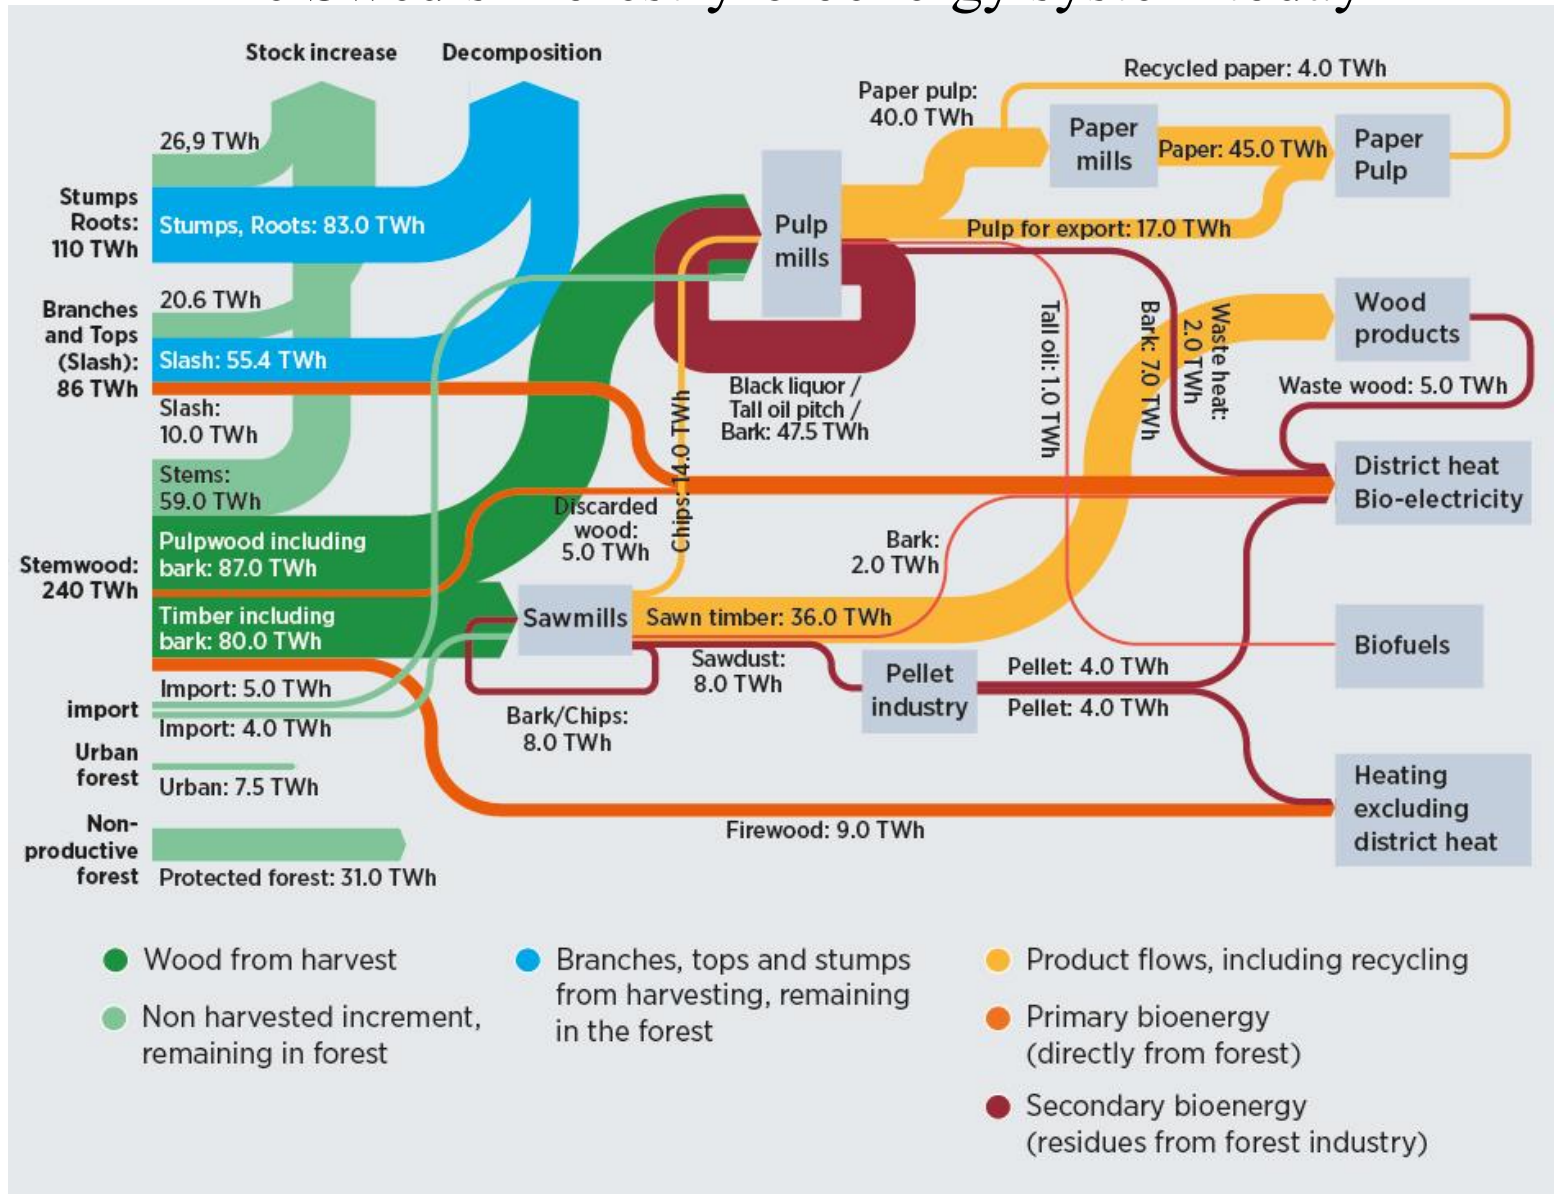 Stock increase
Decomposition
26,9 TWh
Stumps
Roots:
110 TWh
Stumps, Roots: 83.0 TWh
20.6 TWh
Branches
and Tops
(Slash):
86 TWh
Slash: 55.4 TWh
Slash:
10.0 TWh
Stems:
59.0 TWh
Stemwood:
240 TWh
Pulpwood including
bark: 87.0 TWh
Timber including
bark: 80.0 TWh
import
Import: 5.0 TWh
Import: 4.0 TWh
Urban
forest
Urban: 7.5 TWh
Non-
productive
forest
Protected forest: 31.0 TWh
Paper pulp:
40.0 TWh
Recycled paper: 4.0 TWh
Paper
mills
Paper: 45.0 TWh
Paper
Pulp
Pulp
mills
Pulp for export: 17.0 TWh
Black liquor /
Tall oil pitch /
Bark: 47.5 TWh
Chips: 14.0 TWh
Tall oil: 1.0 TWh
Bark: 7.0 TWh
Waste heat:
2.0 TWh
Wood
products
Waste wood: 5.0 TWh
District heat
Bio-electricity
Discarded
wood:
5.0 TWh
Bark:
2.0 TWh
Sawmills
Sawn timber: 36.0 TWh
Sawdust:
8.0 TWh
Bark/Chips:
8.0 TWh
Pellet
industry
Pellet: 4.0 TWh
Pellet: 4.0 TWh
Biofuels
Heating
excluding
district heat
Firewood: 9.0 TWh
Wood from harvest
Non harvested increment,
remaining in forest
Branches, tops and stumps
from harvesting, remaining
in the forest
Product flows, including recycling
Primary bioenergy
(directly from forest)
Secondary bioenergy
(residues from forest industry)